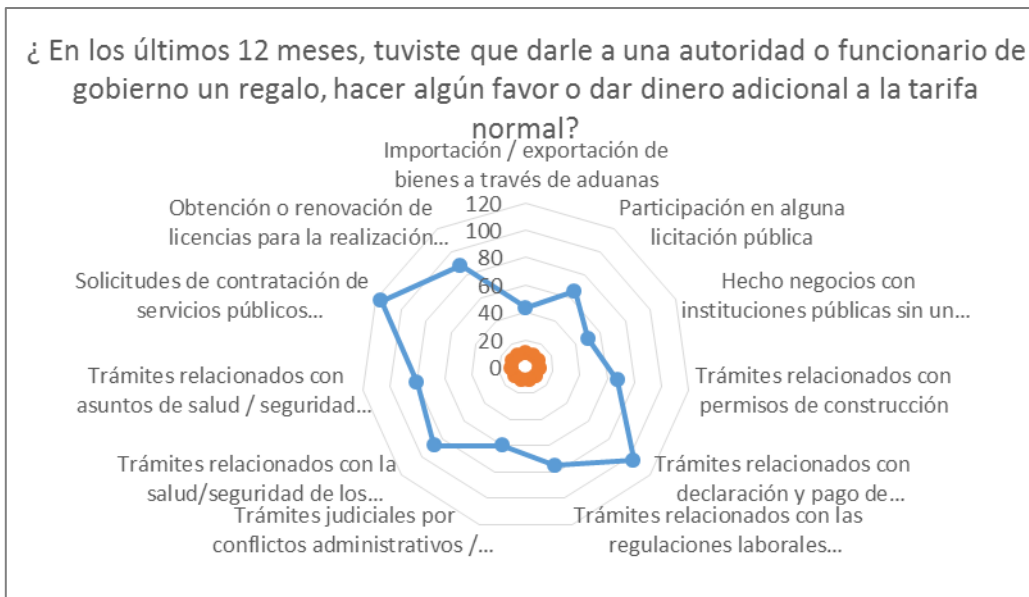 ¿ En los últimos 12 meses, tuviste que darle a una autoridad o funcionario de
gobierno un regalo, hacer algún favor o dar dinero adicional a la tarifa
normal?
Importación / exportación de
bienes a través de aduanas
Participación en alguna
licitación pública
Hecho negocios con
instituciones públicas sin un...
Trámites relacionados con
permisos de construcción
Trámites relacionados con
declaración y pago de...
Trámites relacionados con las
regulaciones laborales...
Trámites judiciales por
conflictos administrativos /...
Trámites relacionados con la
salud/seguridad de los...
Trámites relacionados con
asuntos de salud / seguridad...
Solicitudes de contratación de
servicios públicos...
Obtención o renovación de
licencias para la realización...
120
100
80
60
40
20
0